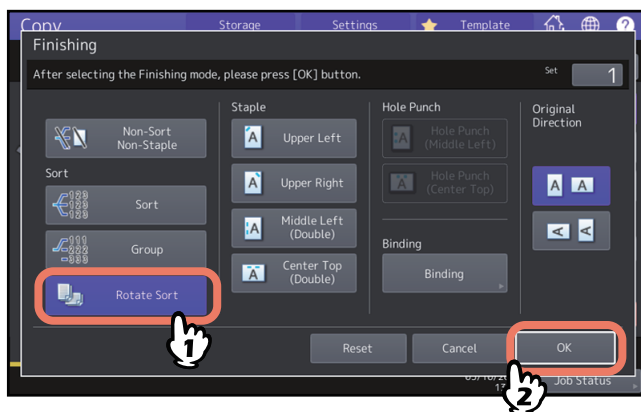 Copy
Storage
Settings
Template
Finishing
After selecting the Finishing mode, please press [OK] button.
Set
1
Non-Sort
Non-Staple
Sort
Sort
Group
Rotate Sort
1
Staple
Upper Left
Upper Right
Middle Left
(Double)
Center Top
(Double)
Hole Punch
Hole Punch
(Middle Left)
Hole Punch
(Center Top)
Binding
Binding
Original
Direction
Reset
Cancel
OK
2
Job Status